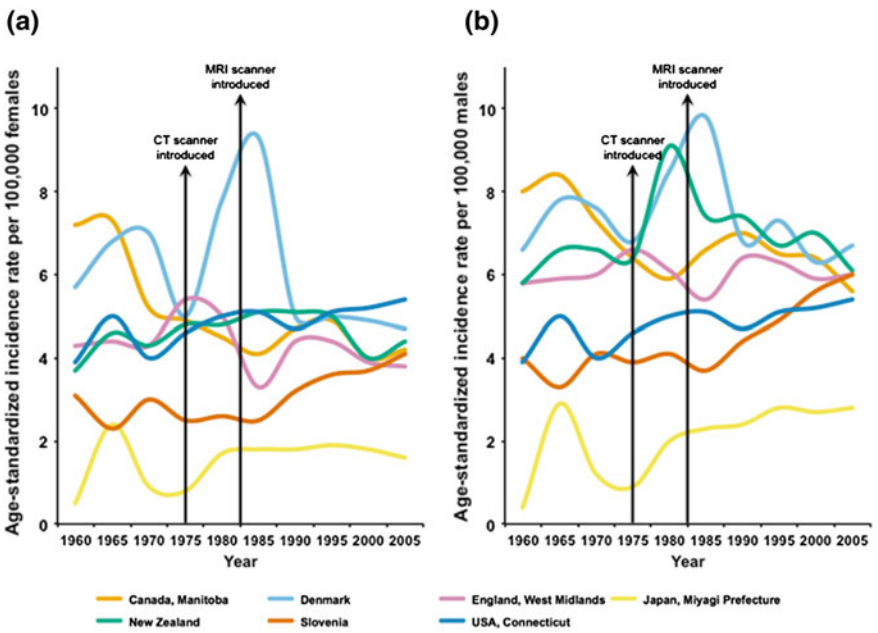 (a)
Age-standardized incidence rate per 100,000 females
10
8
6
4
2
0
CT scanner
introduced
MRI scanner
introduced
1960 1965 1970 1975 1980 1985 1990 1995 2000 2005
Year
(b)
Age-standardized incidence rate per 100,000 males
10
8
6
4
2
0
CT scanner
introduced
MRI scanner
introduced
1960 1965 1970 1975 1980 1985 1990 1995 2000 2005
Year
Canada, Manitoba
Denmark
England, West Midlands
Japan, Miyagi Prefecture
New Zealand
Slovenia
USA, Connecticut